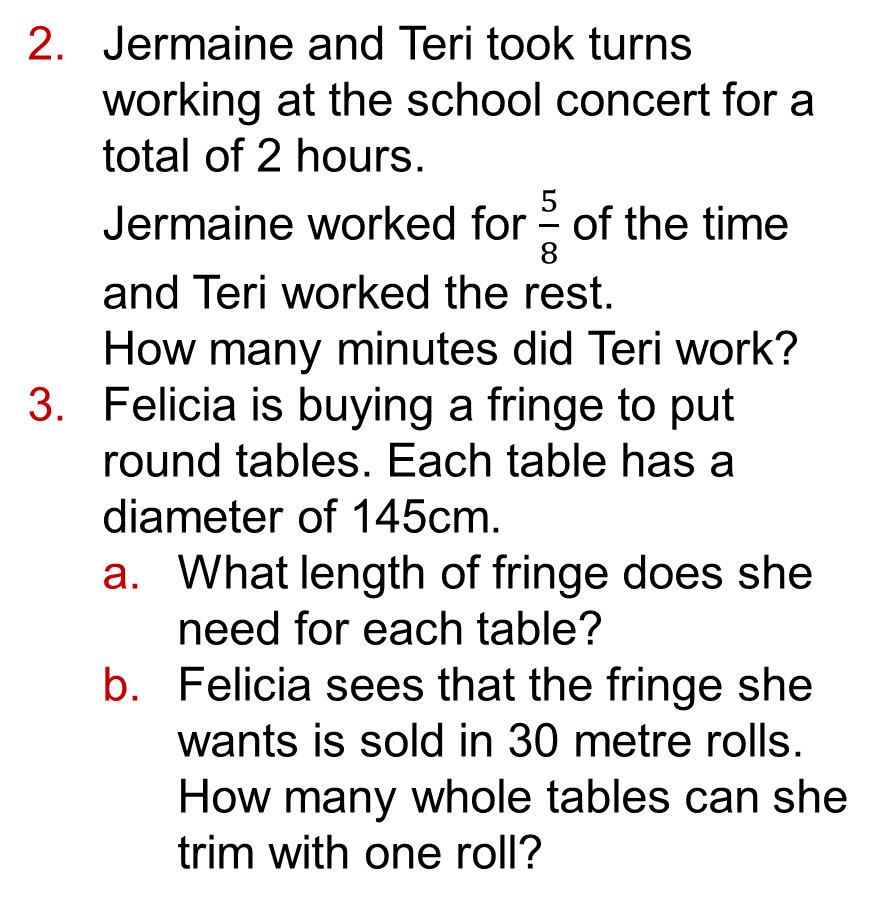 2. Jermaine and Teri took turns
working at the school concert for a
total of 2 hours.
Jermaine worked for 5/8 of the time
and Teri worked the rest.
How many minutes did Teri work?
3. Felicia is buying a fringe to put
round tables. Each table has a
diameter of 145cm.
a. What length of fringe does she
need for each table?
b. Felicia sees that the fringe she
wants is sold in 30 metre rolls.
How many whole tables can she
trim with one roll?